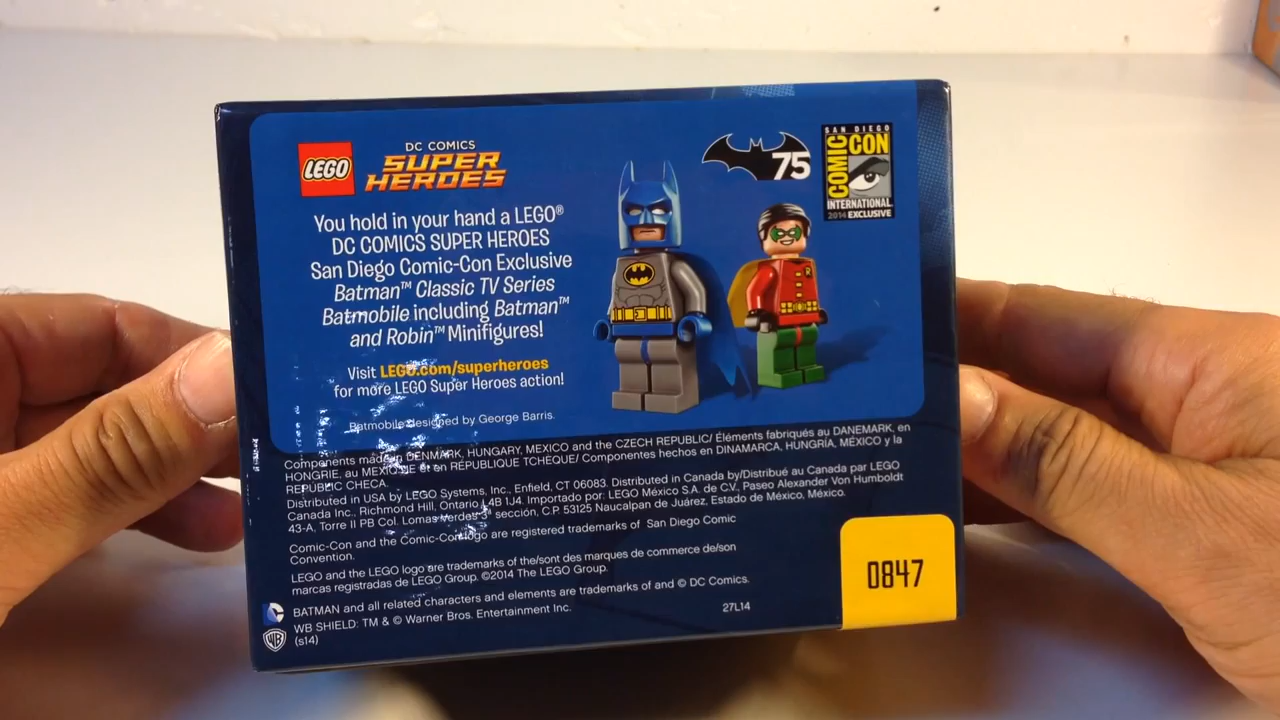 LEGO
DC COMICS
SUPER
HEROES
75
SAN DIEGO
COMIC CON
INTERNATIONAL
2014 EXCLUSIVE
You hold in your hand a LEGO®
DC COMICS SUPER HEROES
San Diego Comic-Con Exclusive
Batman™ Classic TV Series
Batmobile including Batman™
and Robin™ Minifigures!
Visit LEGO.com/superheroes
for more LEGO Super Heroes action!
R
Batmobile designed by George Barris.
Components made in DENMARK, HUNGARY, MEXICO and the CZECH REPUBLIC/ Éléments fabriqués au DANEMARK, en
HONGRIE, au MEXIQUE et en RÉPUBLIQUE TCHÈQUE/ Componentes hechos en DINAMARCA, HUNGRÍA, MÉXICO y la
REPUBLIC CHECA.
Distributed in USA by LEGO Systems, Inc., Enfield, CT 06083. Distributed in Canada by/Distribué au Canada par LEGO
Canada Inc., Richmond Hill, Ontario L4B 1J4. Importado por: LEGO México S.A. de C.V., Paseo Alexander Von Humboldt
43-A, Torre II PB Col. Lomas Verdes 3ª sección, C.P. 53125 Naucalpan de Juárez, Estado de México, México.
Comic-Con and the Comic-Con logo are registered trademarks of San Diego Comic
Convention.
LEGO and the LEGO logo are trademarks of the/sont des marques de commerce de/son
marcas registradas de LEGO Group. ©2014 The LEGO Group.
BATMAN and all related characters and elements are trademarks of and © DC Comics.
WB SHIELD: TM & © Warner Bros. Entertainment Inc.
(s14)
27L14
0847
DC
WB